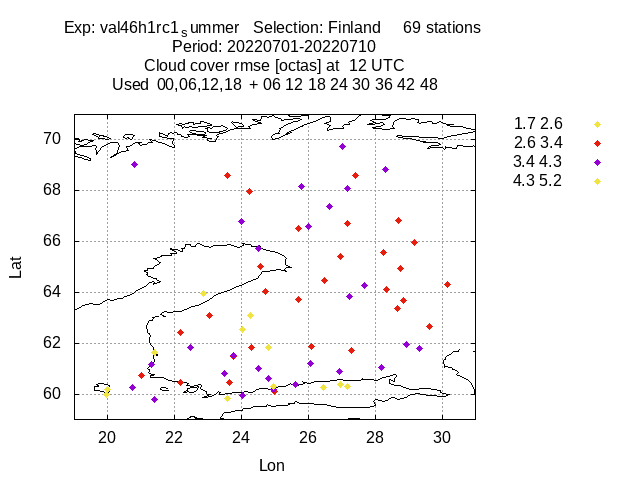 Exp: val46h1rc1summer   Selection: Finland     69 stations
Period: 20220701-20220710
Cloud cover rmse [octas] at  12 UTC
Used  00,06,12,18  + 06 12 18 24 30 36 42 48
1.7 2.6
2.6 3.4
3.4 4.3
4.3 5.2
70
68
66
64
62
60
Lat
20 22 24 26 28 30
Lon